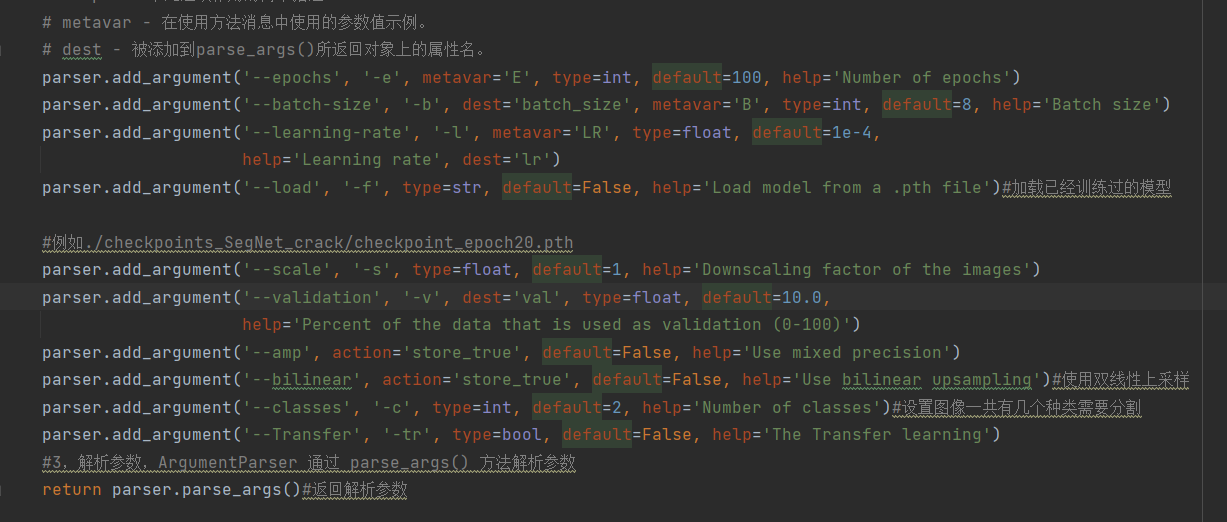 # metavar - 在使用方法消息中使用的参数值示例。
# dest - 被添加到parse_args()所返回对象上的属性名。
parser.add_argument('--epochs', '-e', metavar='E', type=int, default=100, help='Number of epochs')
parser.add_argument('--batch-size', '-b', dest='batch_size', metavar='B', type=int, default=8, help='Batch size')
parser.add_argument('--learning-rate', '-l', metavar='LR', type=float, default=1e-4,
help='Learning rate', dest='lr')
parser.add_argument('--load', '-f', type=str, default=False, help='Load model from a .pth file')#加载已经训练过的模型
#例如./checkpoints_SegNet_crack/checkpoint_epoch20.pth
parser.add_argument('--scale', '-s', type=float, default=1, help='Downscaling factor of the images')
parser.add_argument('--validation', '-v', dest='val', type=float, default=10.0,
help='Percent of the data that is used as validation (0-100)')
parser.add_argument('--amp', action='store_true', default=False, help='Use mixed precision')
parser.add_argument('--bilinear', action='store_true', default=False, help='Use bilinear upsampling')#使用双线性上采样
parser.add_argument('--classes', '-c', type=int, default=2, help='Number of classes')#设置图像一共有几个种类需要分割
parser.add_argument('--Transfer', '-tr', type=bool, default=False, help='The Transfer learning')
#3，解析参数，ArgumentParser 通过 parse_args() 方法解析参数
return parser.parse_args()#返回解析参数